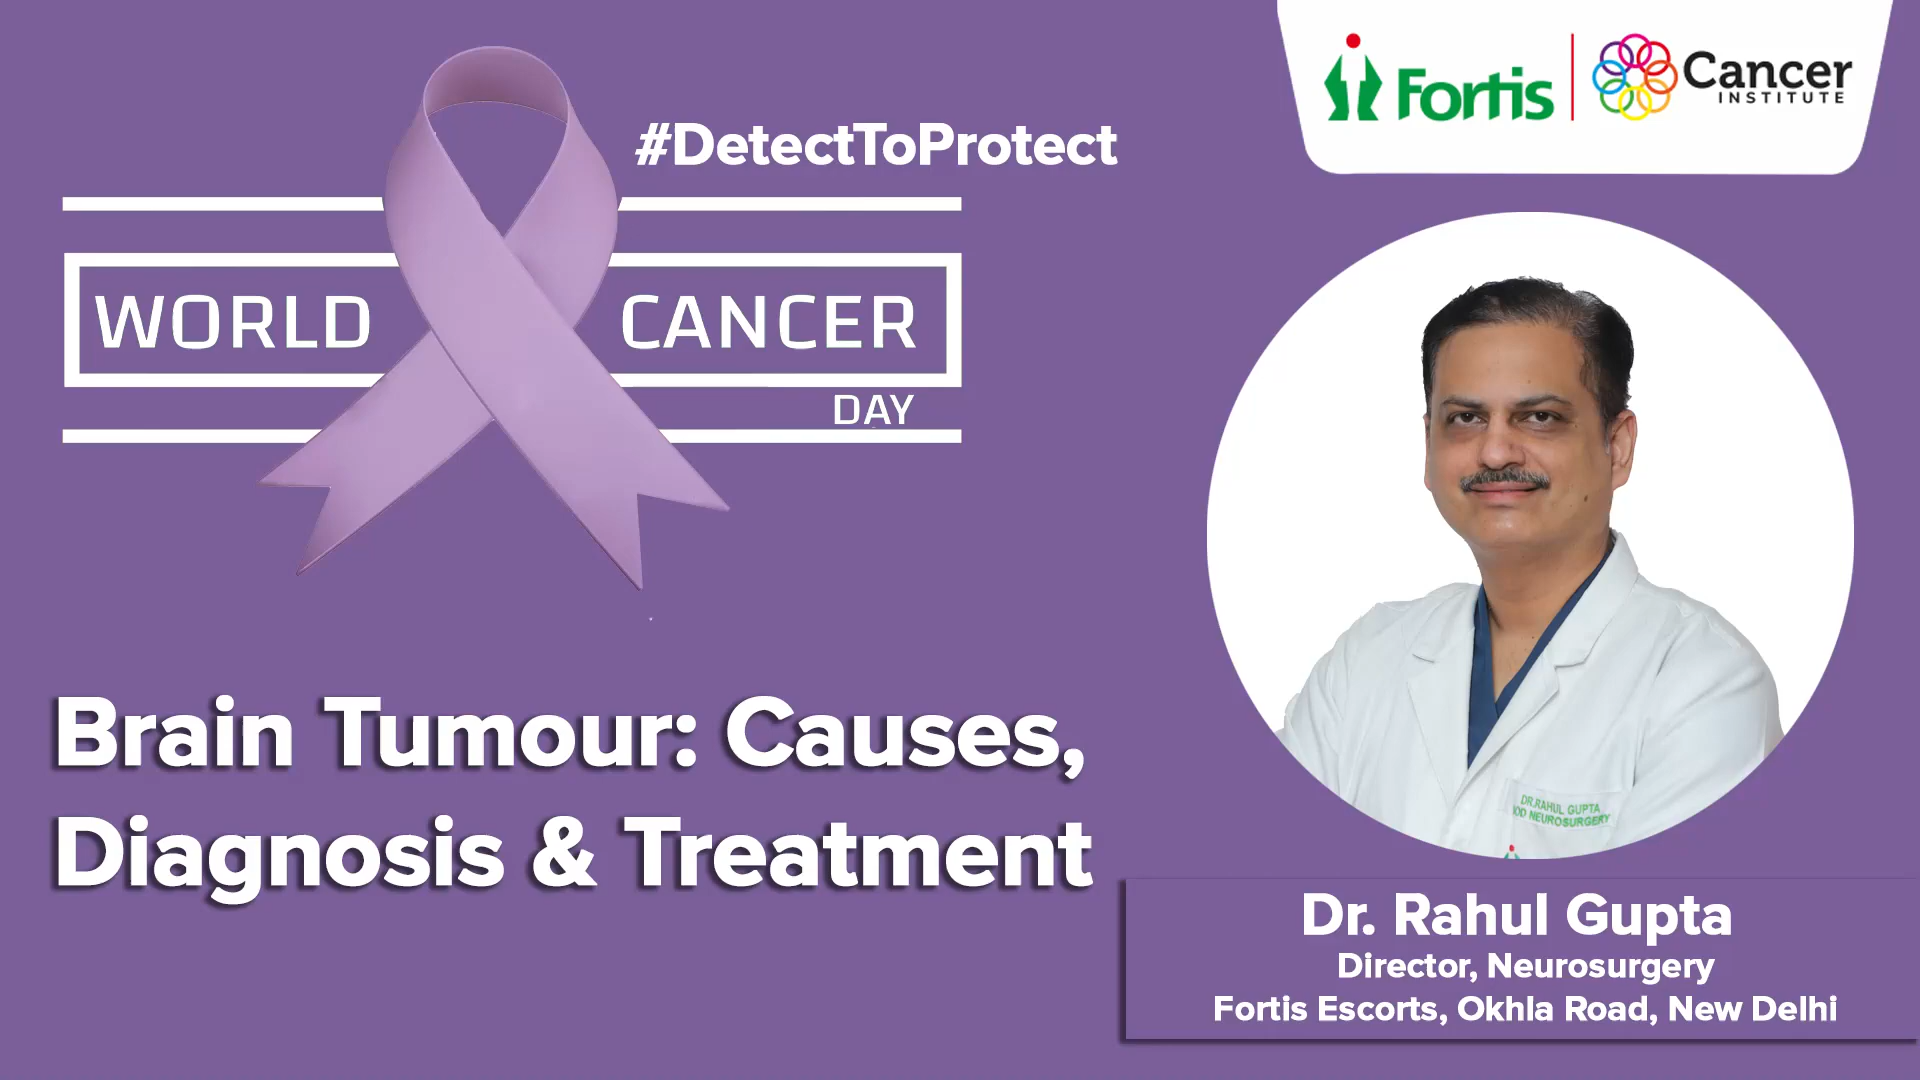 Fortis
Cancer
INSTITUTE
#DetectToProtect
WORLD CANCER
DAY
Brain Tumour: Causes,
Diagnosis & Treatment
DR.RAHUL GUPTA
HOD NEUROSURGERY
Dr. Rahul Gupta
Director, Neurosurgery
Fortis Escorts, Okhla Road, New Delhi